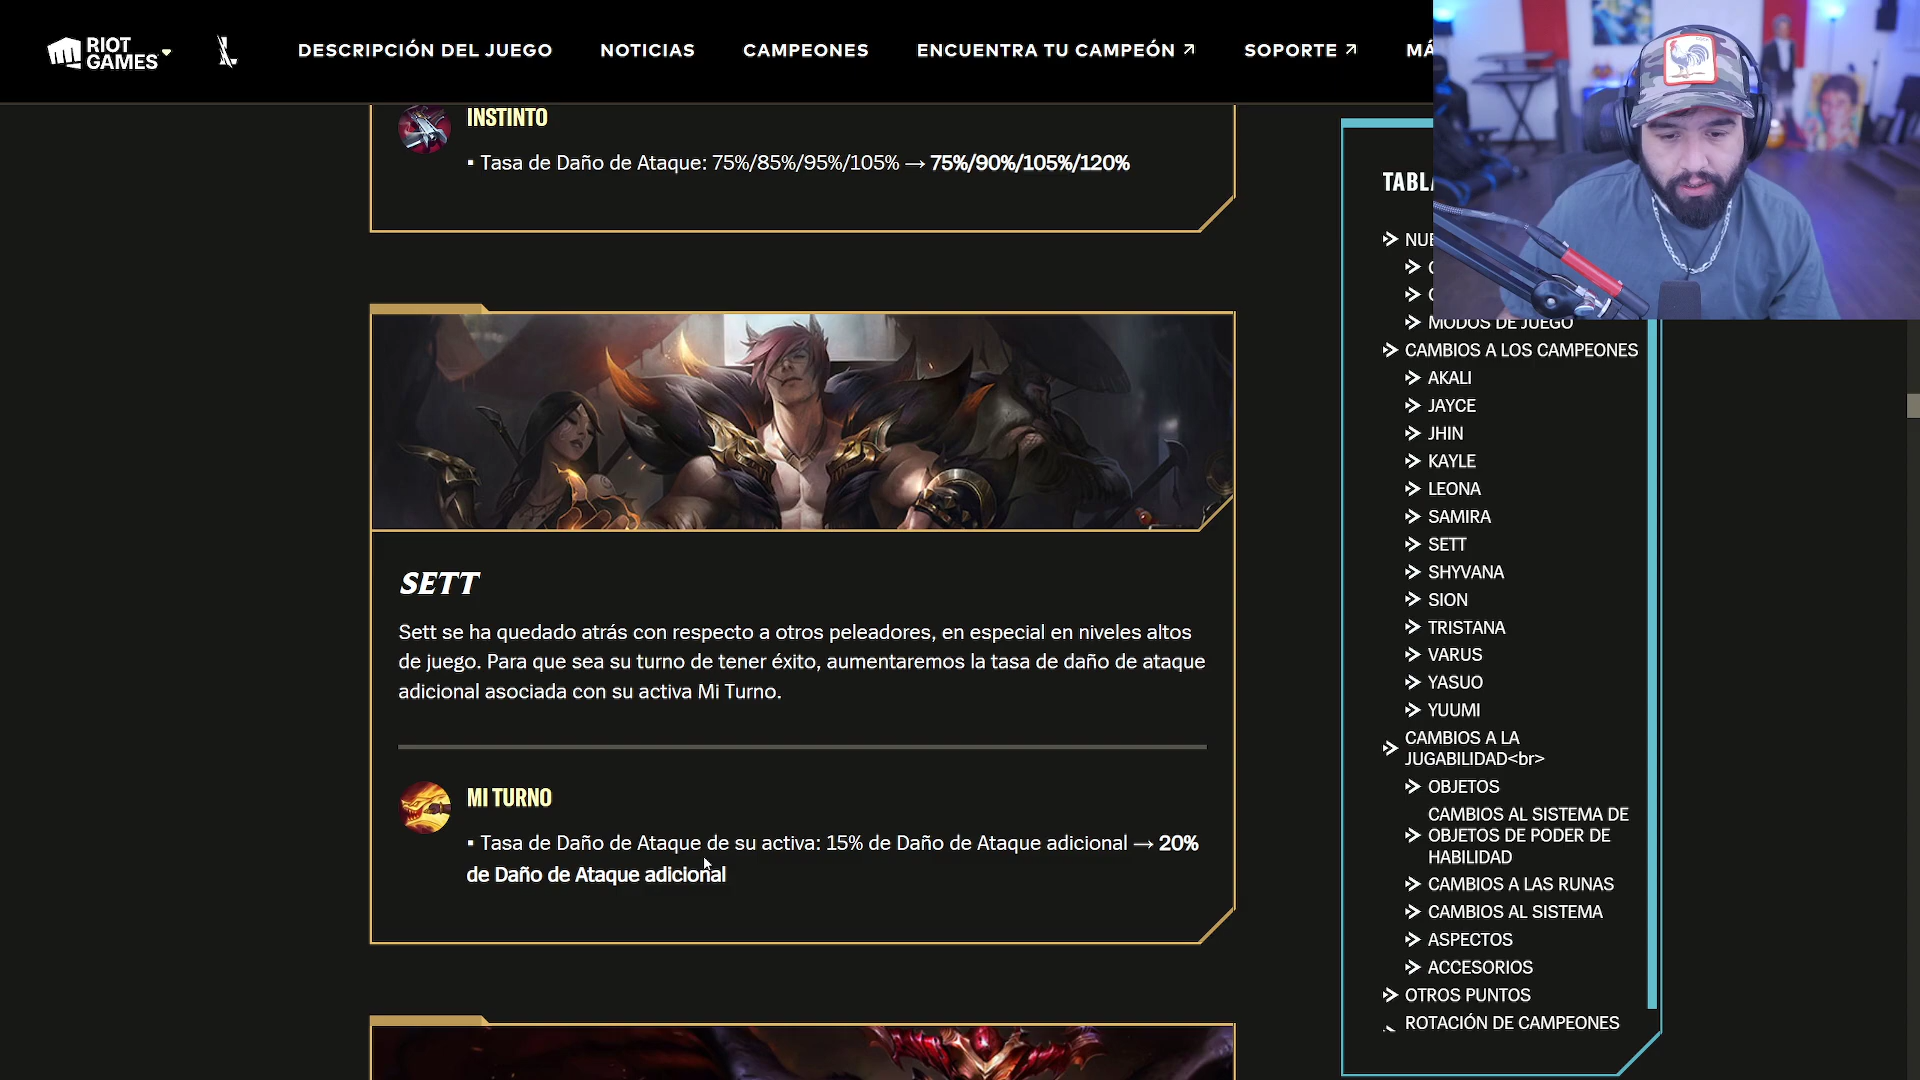 RIOT
GAMES
DESCRIPCIÓN DEL JUEGO
NOTICIAS
CAMPEONES
ENCUENTRA TU CAMPEÓN
SOPORTE
INSTINTO
▪ Tasa de Daño de Ataque: 75%/85%/95%/105% → 75%/90%/105%/120%
SETT
Sett se ha quedado atrás con respecto a otros peleadores, en especial en niveles altos
de juego. Para que sea su turno de tener éxito, aumentaremos la tasa de daño de ataque
adicional asociada con su activa Mi Turno.
MI TURNO
▪ Tasa de Daño de Ataque de su activa: 15% de Daño de Ataque adicional → 20%
de Daño de Ataque adicional
MODOS DE JUEGO
CAMBIOS A LOS CAMPEONES
AKALI
JAYCE
JHIN
KAYLE
LEONA
SAMIRA
SETT
SHYVANA
SION
TRISTANA
VARUS
YASUO
YUUMI
CAMBIOS A LA
JUGABILIDAD<br>
OBJETOS
CAMBIOS AL SISTEMA DE
OBJETOS DE PODER DE
HABILIDAD
CAMBIOS A LAS RUNAS
CAMBIOS AL SISTEMA
ASPECTOS
ACCESORIOS
OTROS PUNTOS
ROTACIÓN DE CAMPEONES